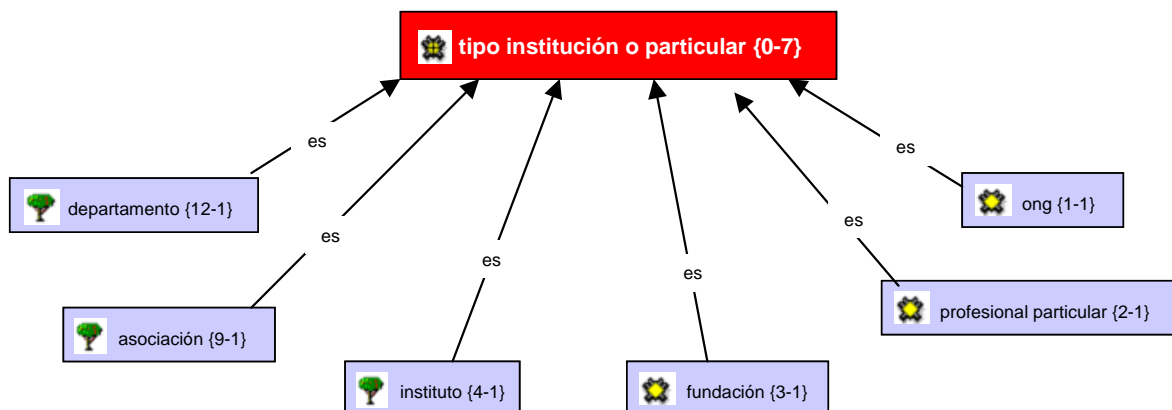 tipo institución o particular {0-7}
es
es
es
es
es
es
departamento {12-1}
ong {1-1}
asociación {9-1}
profesional particular {2-1}
instituto {4-1}
fundación {3-1}